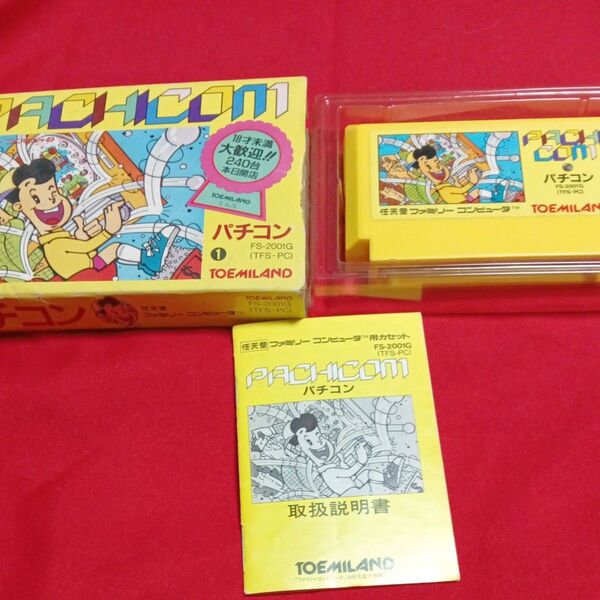 PACHICOM
18才未満
大歓迎!!
240台
本日開店
TOEMILAND
パチコン
FS-2001G
(TFS-PC)
1
TOEMILAND
パチコン
任天堂
ファミリー コンピュータ™
TOEMILAND
FS-2001G
(TFS-PC)
PACHI
COM
パチコン
FS-2001G
(TFS-PC)
任天堂 ファミリー コンピュータ™
TOEMILAND
任天堂 ファミリー コンピュータ™用カセット
FS-2001G
(TFS-PC)
PACHICOM
パチコン
取扱説明書
TOEMILAND